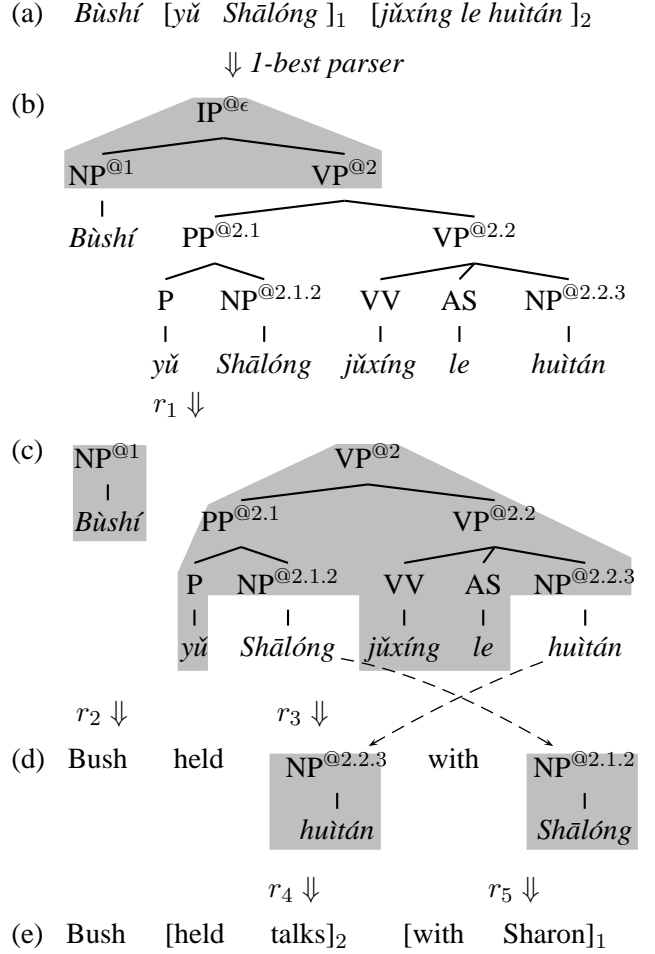 (a) Bùshí [yǔ Shālóng ]₁ [jǔxíng le huìtán ]₂
⇓ 1-best parser
(b) IP@ϵ
NP@1 VP@2
Bùshí PP@2.1 VP@2.2
P NP@2.1.2 VV AS NP@2.2.3
yǔ Shālóng jǔxíng le huìtán
r₁ ⇓
(c) NP@1 VP@2
Bùshí PP@2.1 VP@2.2
P NP@2.1.2 VV AS NP@2.2.3
yǔ Shālóng jǔxíng le huìtán
r₂ ⇓ r₃ ⇓
(d) Bush held NP@2.2.3 with NP@2.1.2
huìtán Shālóng
r₄ ⇓ r₅ ⇓
(e) Bush [held talks]₂ [with Sharon]₁